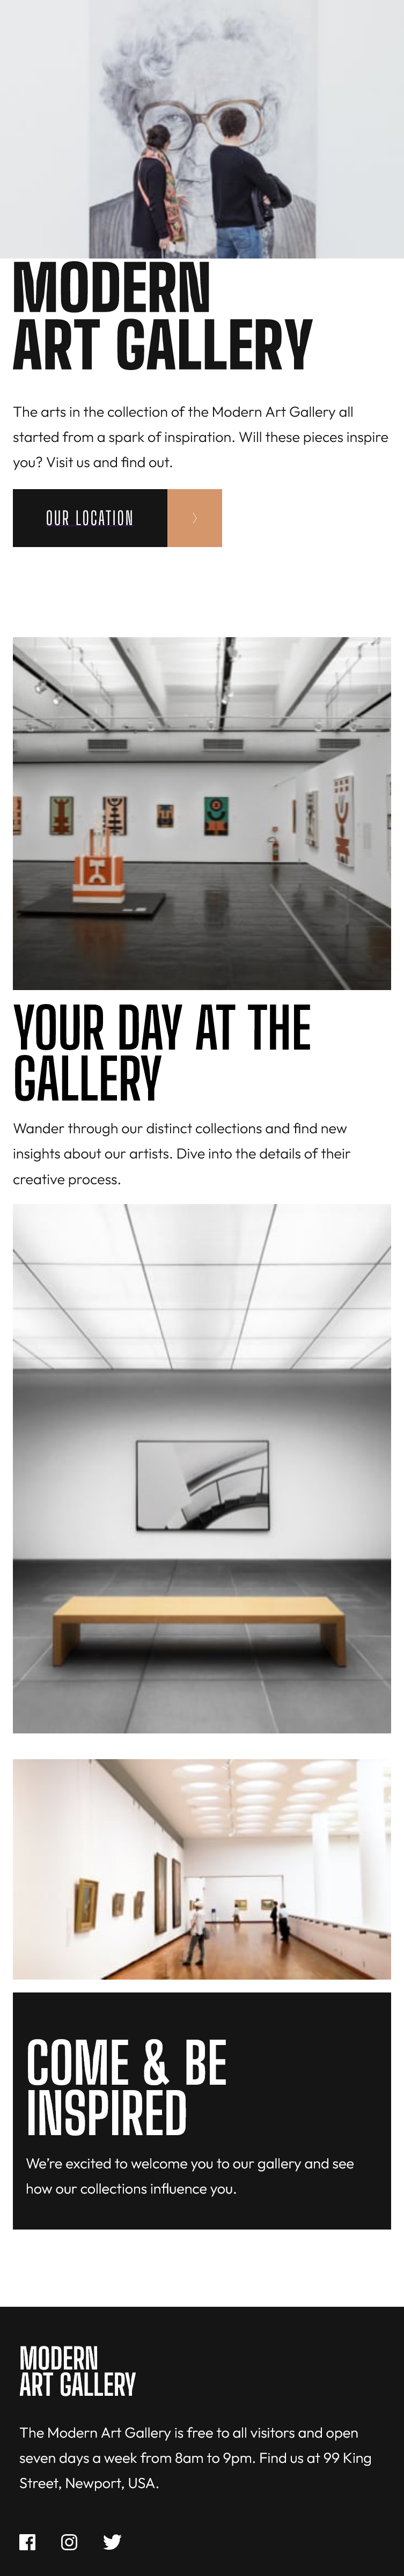 MODERN
ART GALLERY
The arts in the collection of the Modern Art Gallery all
started from a spark of inspiration. Will these pieces inspire
you? Visit us and find out.
OUR LOCATION
YOUR DAY AT THE
GALLERY
Wander through our distinct collections and find new
insights about our artists. Dive into the details of their
creative process.
COME & BE
INSPIRED
We’re excited to welcome you to our gallery and see
how our collections influence you.
MODERN
ART GALLERY
The Modern Art Gallery is free to all visitors and open
seven days a week from 8am to 9pm. Find us at 99 King
Street, Newport, USA.